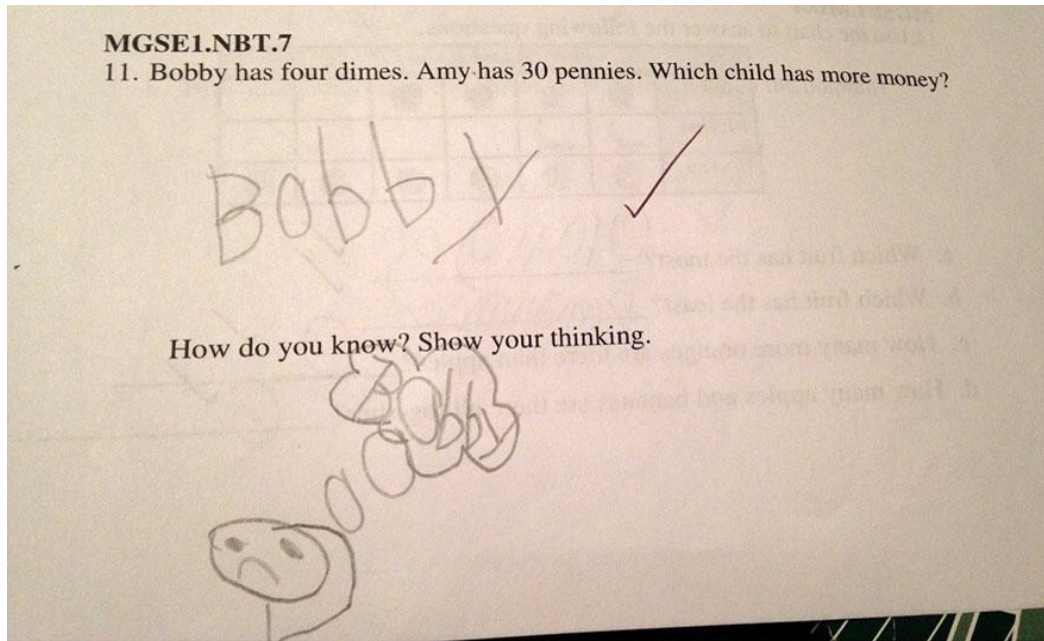 MGSE1.NBT.7
11. Bobby has four dimes. Amy has 30 pennies. Which child has more money?
Bobby
How do you know? Show your thinking.
Bobby